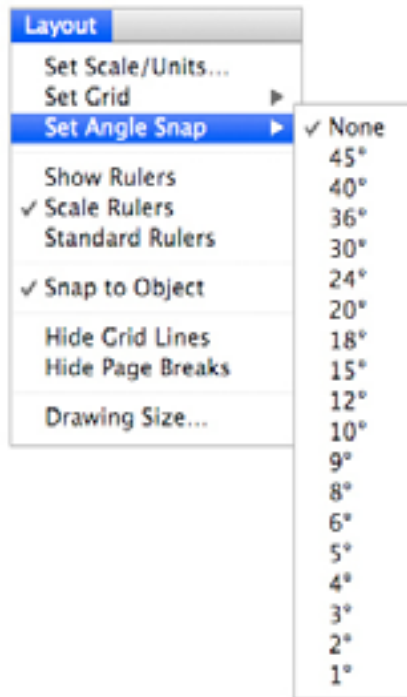 Layout
Set Scale/Units...
Set Grid
Set Angle Snap
Show Rulers
✓ Scale Rulers
Standard Rulers
✓ Snap to Object
Hide Grid Lines
Hide Page Breaks
Drawing Size...
✓ None
45°
40°
36°
30°
24°
20°
18°
15°
12°
10°
9°
8°
6°
5°
4°
3°
2°
1°